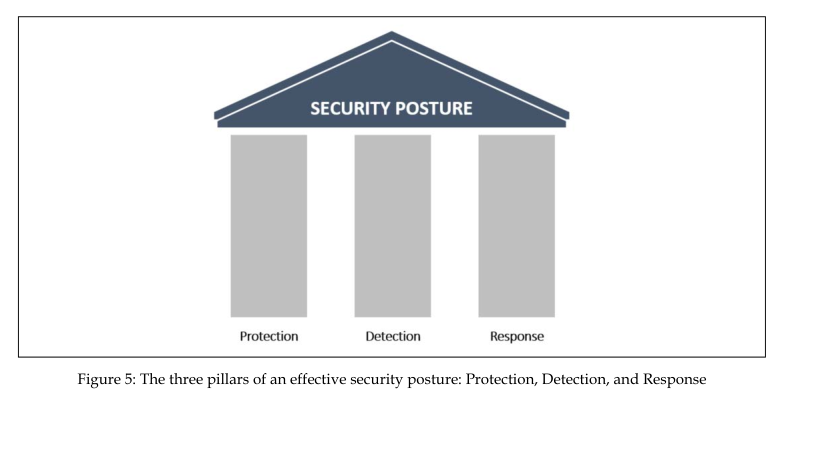 SECURITY POSTURE
Protection Detection Response
Figure 5: The three pillars of an effective security posture: Protection, Detection, and Response